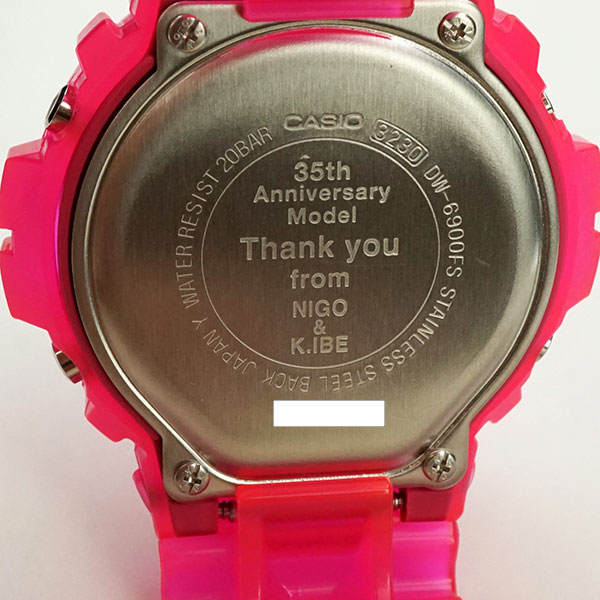 CASIO 3230 DW-6900FS STAINLESS STEEL BACK JAPAN Y WATER RESIST 20BAR
35th
Anniversary
Model
Thank you
from
NIGO
&
K.IBE